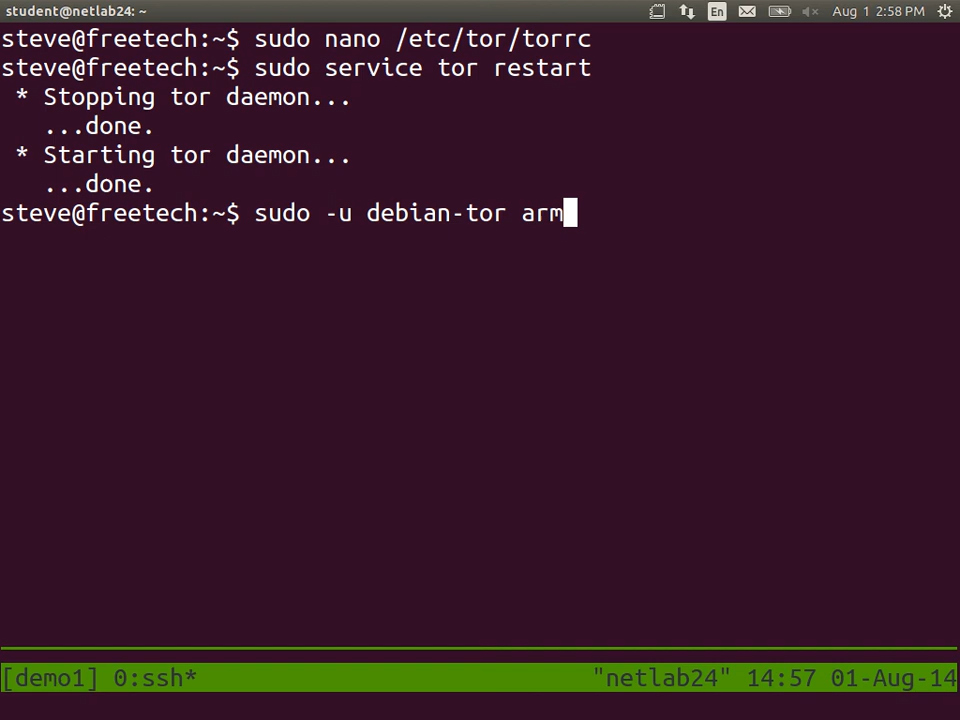 student@netlab24: ~ En Aug 1 2:58 PM
steve@freetech:~$ sudo nano /etc/tor/torrc
steve@freetech:~$ sudo service tor restart
 * Stopping tor daemon...
   ...done.
 * Starting tor daemon...
   ...done.
steve@freetech:~$ sudo -u debian-tor arm
[demo1] 0:ssh* "netlab24" 14:57 01-Aug-14